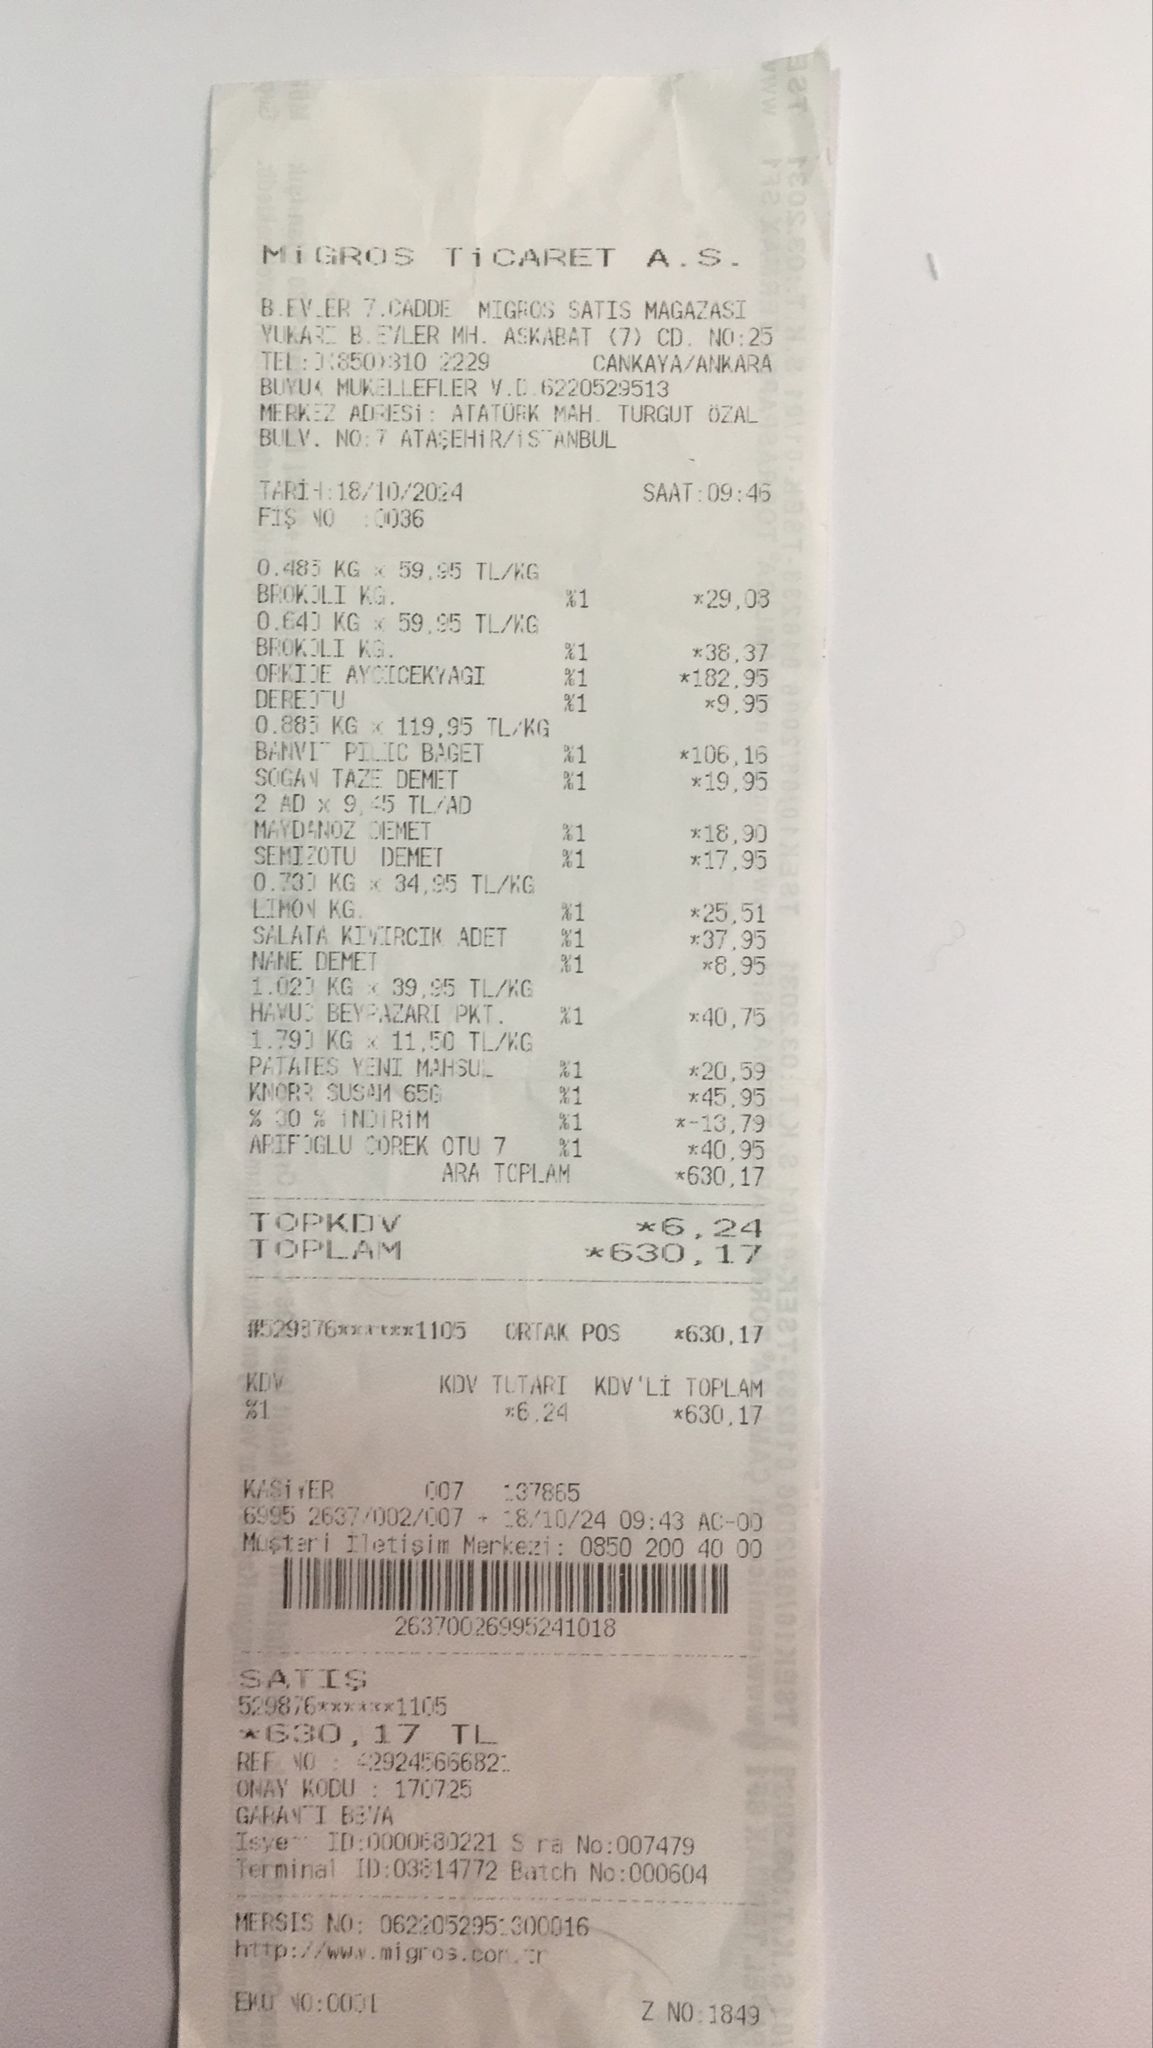 MiGROS TiCARET A.S.
B.EVLER 7.CADDE MIGROS SATIS MAGAZASI
YUKARI B.EVLER MH. ASKABAT (7) CD. NO:25
TEL:0(850)310 2229 CANKAYA/ANKARA
BUYUK MUKELLEFLER V.D.6220529513
MERKEZ ADRESi: ATATÜRK MAH. TURGUT ÖZAL
BULV. NO:7 ATAŞEHiR/iSTANBUL
TARİH:18/10/2024 SAAT:09:46
FİŞ NO :0036
0.485 KG x 59,95 TL/KG
BROKOLI KG. %1 *29,08
0.640 KG x 59,95 TL/KG
BROKOLI KG. %1 *38,37
ORKIDE AYCICEKYAGI %1 *182,95
DEREOTU %1 *9,95
0.885 KG x 119,95 TL/KG
BANVIT PILIC BAGET %1 *106,16
SOGAN TAZE DEMET %1 *19,95
2 AD x 9,45 TL/AD
MAYDANOZ DEMET %1 *18,90
SEMIZOTU DEMET %1 *17,95
0.730 KG x 34,95 TL/KG
LIMON KG. %1 *25,51
SALATA KIVIRCIK ADET %1 *37,95
NANE DEMET %1 *8,95
1.020 KG x 39,95 TL/KG
HAVUC BEYPAZARI PKT. %1 *40,75
1.790 KG x 11,50 TL/KG
PATATES YENI MAHSUL %1 *20,59
KNORR SUSAM 65G %1 *45,95
% 30 % iNDiRiM %1 *-13,79
ARIFOGLU COREK OTU 7 %1 *40,95
ARA TOPLAM *630,17
TOPKDV *6,24
TOPLAM *630,17
#529876******1105 ORTAK POS *630,17
KDV KDV TUTARI KDV'Lİ TOPLAM
%1 *6,24 *630,17
KASiYER 007 137865
6995 2637/002/007 - 18/10/24 09:43 AC-00
Müşteri İletişim Merkezi: 0850 200 40 00
26370026995241018
SATIŞ
529876******1105
*630,17 TL
REF NO : 429245666821
ONAY KODU : 170725
GARANTI BBVA
Isyeri ID:0000680221 Sıra No:007479
Terminal ID:03814772 Batch No:000604
MERSIS NO: 0622052951300016
http://www.migros.com.tr
EKU NO:0001 Z NO:1849